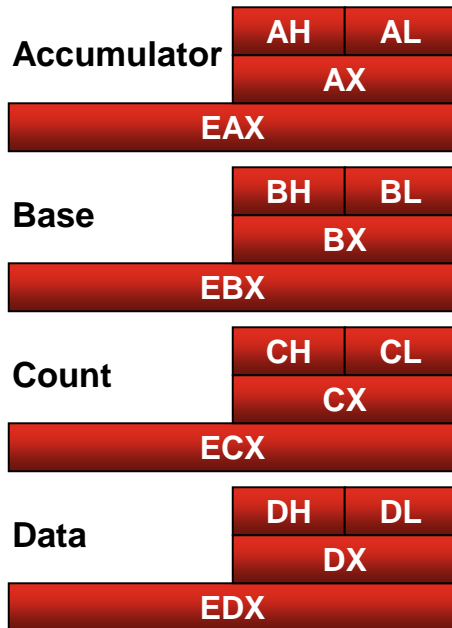 AH AL
Accumulator
AX
EAX
BH BL
Base
BX
EBX
CH CL
Count
CX
ECX
DH DL
Data
DX
EDX